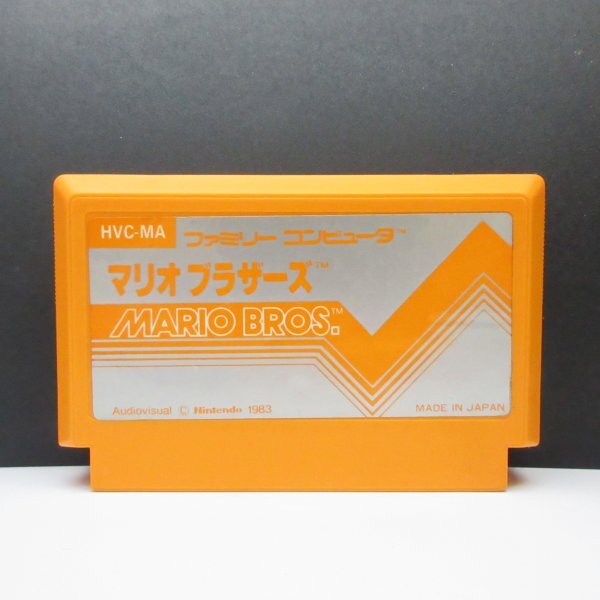 HVC-MA ファミリー コンピュータ™
マリオブラザーズ™
MARIO BROS.™
Audiovisual © Nintendo 1983
MADE IN JAPAN